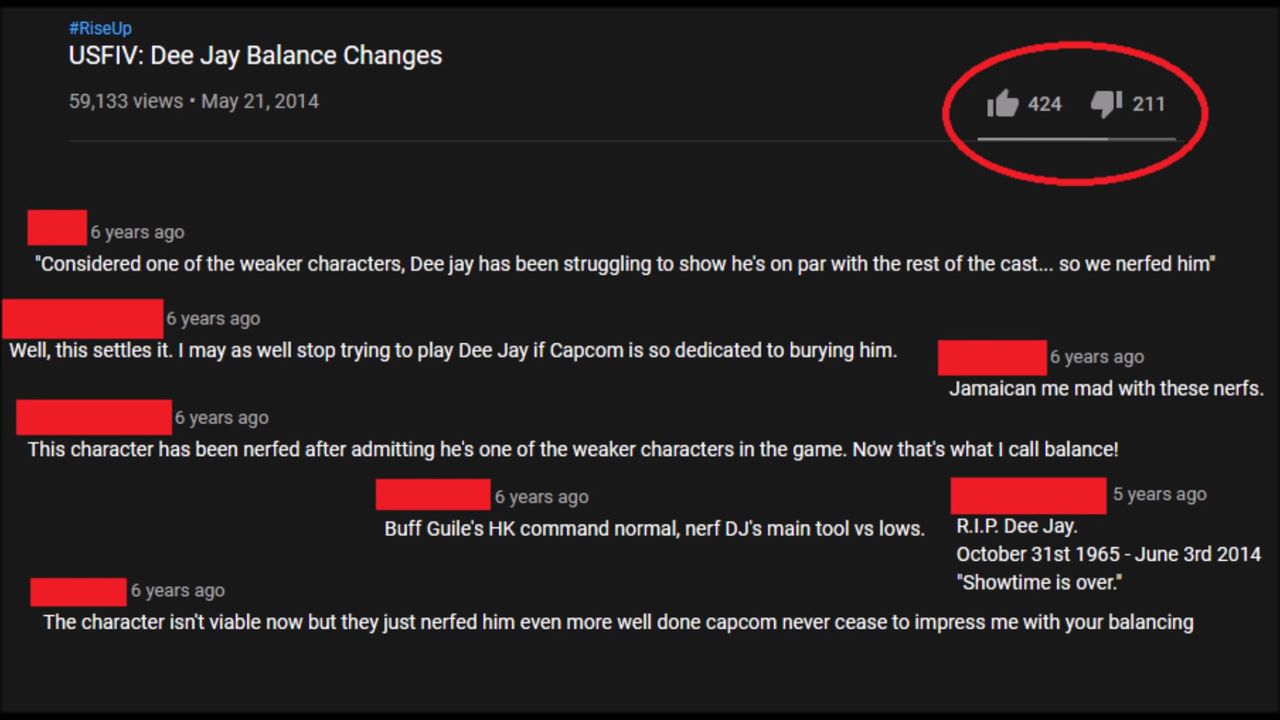 #RiseUp
USFIV: Dee Jay Balance Changes
59,133 views • May 21, 2014
424 211
6 years ago
"Considered one of the weaker characters, Dee jay has been struggling to show he's on par with the rest of the cast... so we nerfed him"
6 years ago
Well, this settles it. I may as well stop trying to play Dee Jay if Capcom is so dedicated to burying him.
6 years ago
Jamaican me mad with these nerfs.
6 years ago
This character has been nerfed after admitting he's one of the weaker characters in the game. Now that's what I call balance!
6 years ago
Buff Guile's HK command normal, nerf DJ's main tool vs lows.
5 years ago
R.I.P. Dee Jay.
October 31st 1965 - June 3rd 2014
"Showtime is over."
6 years ago
The character isn't viable now but they just nerfed him even more well done capcom never cease to impress me with your balancing